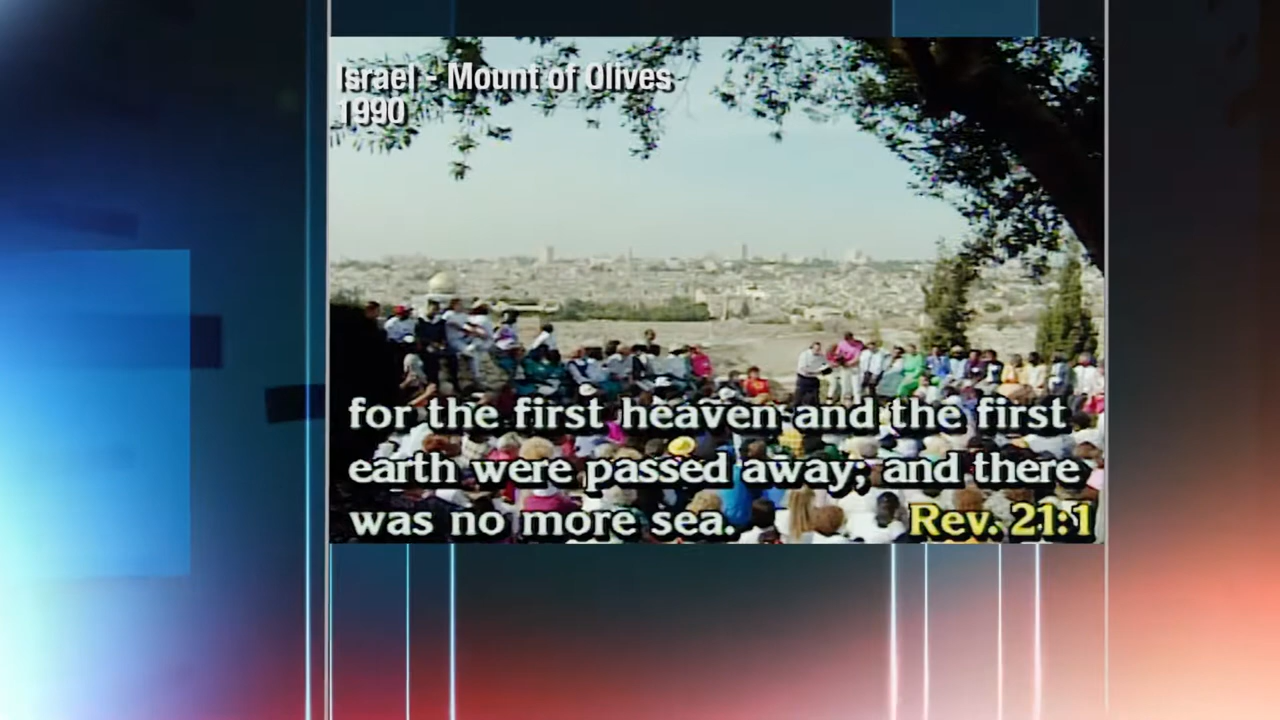 Israel - Mount of Olives
1990
for the first heaven and the first
earth were passed away; and there
was no more sea. Rev. 21:1